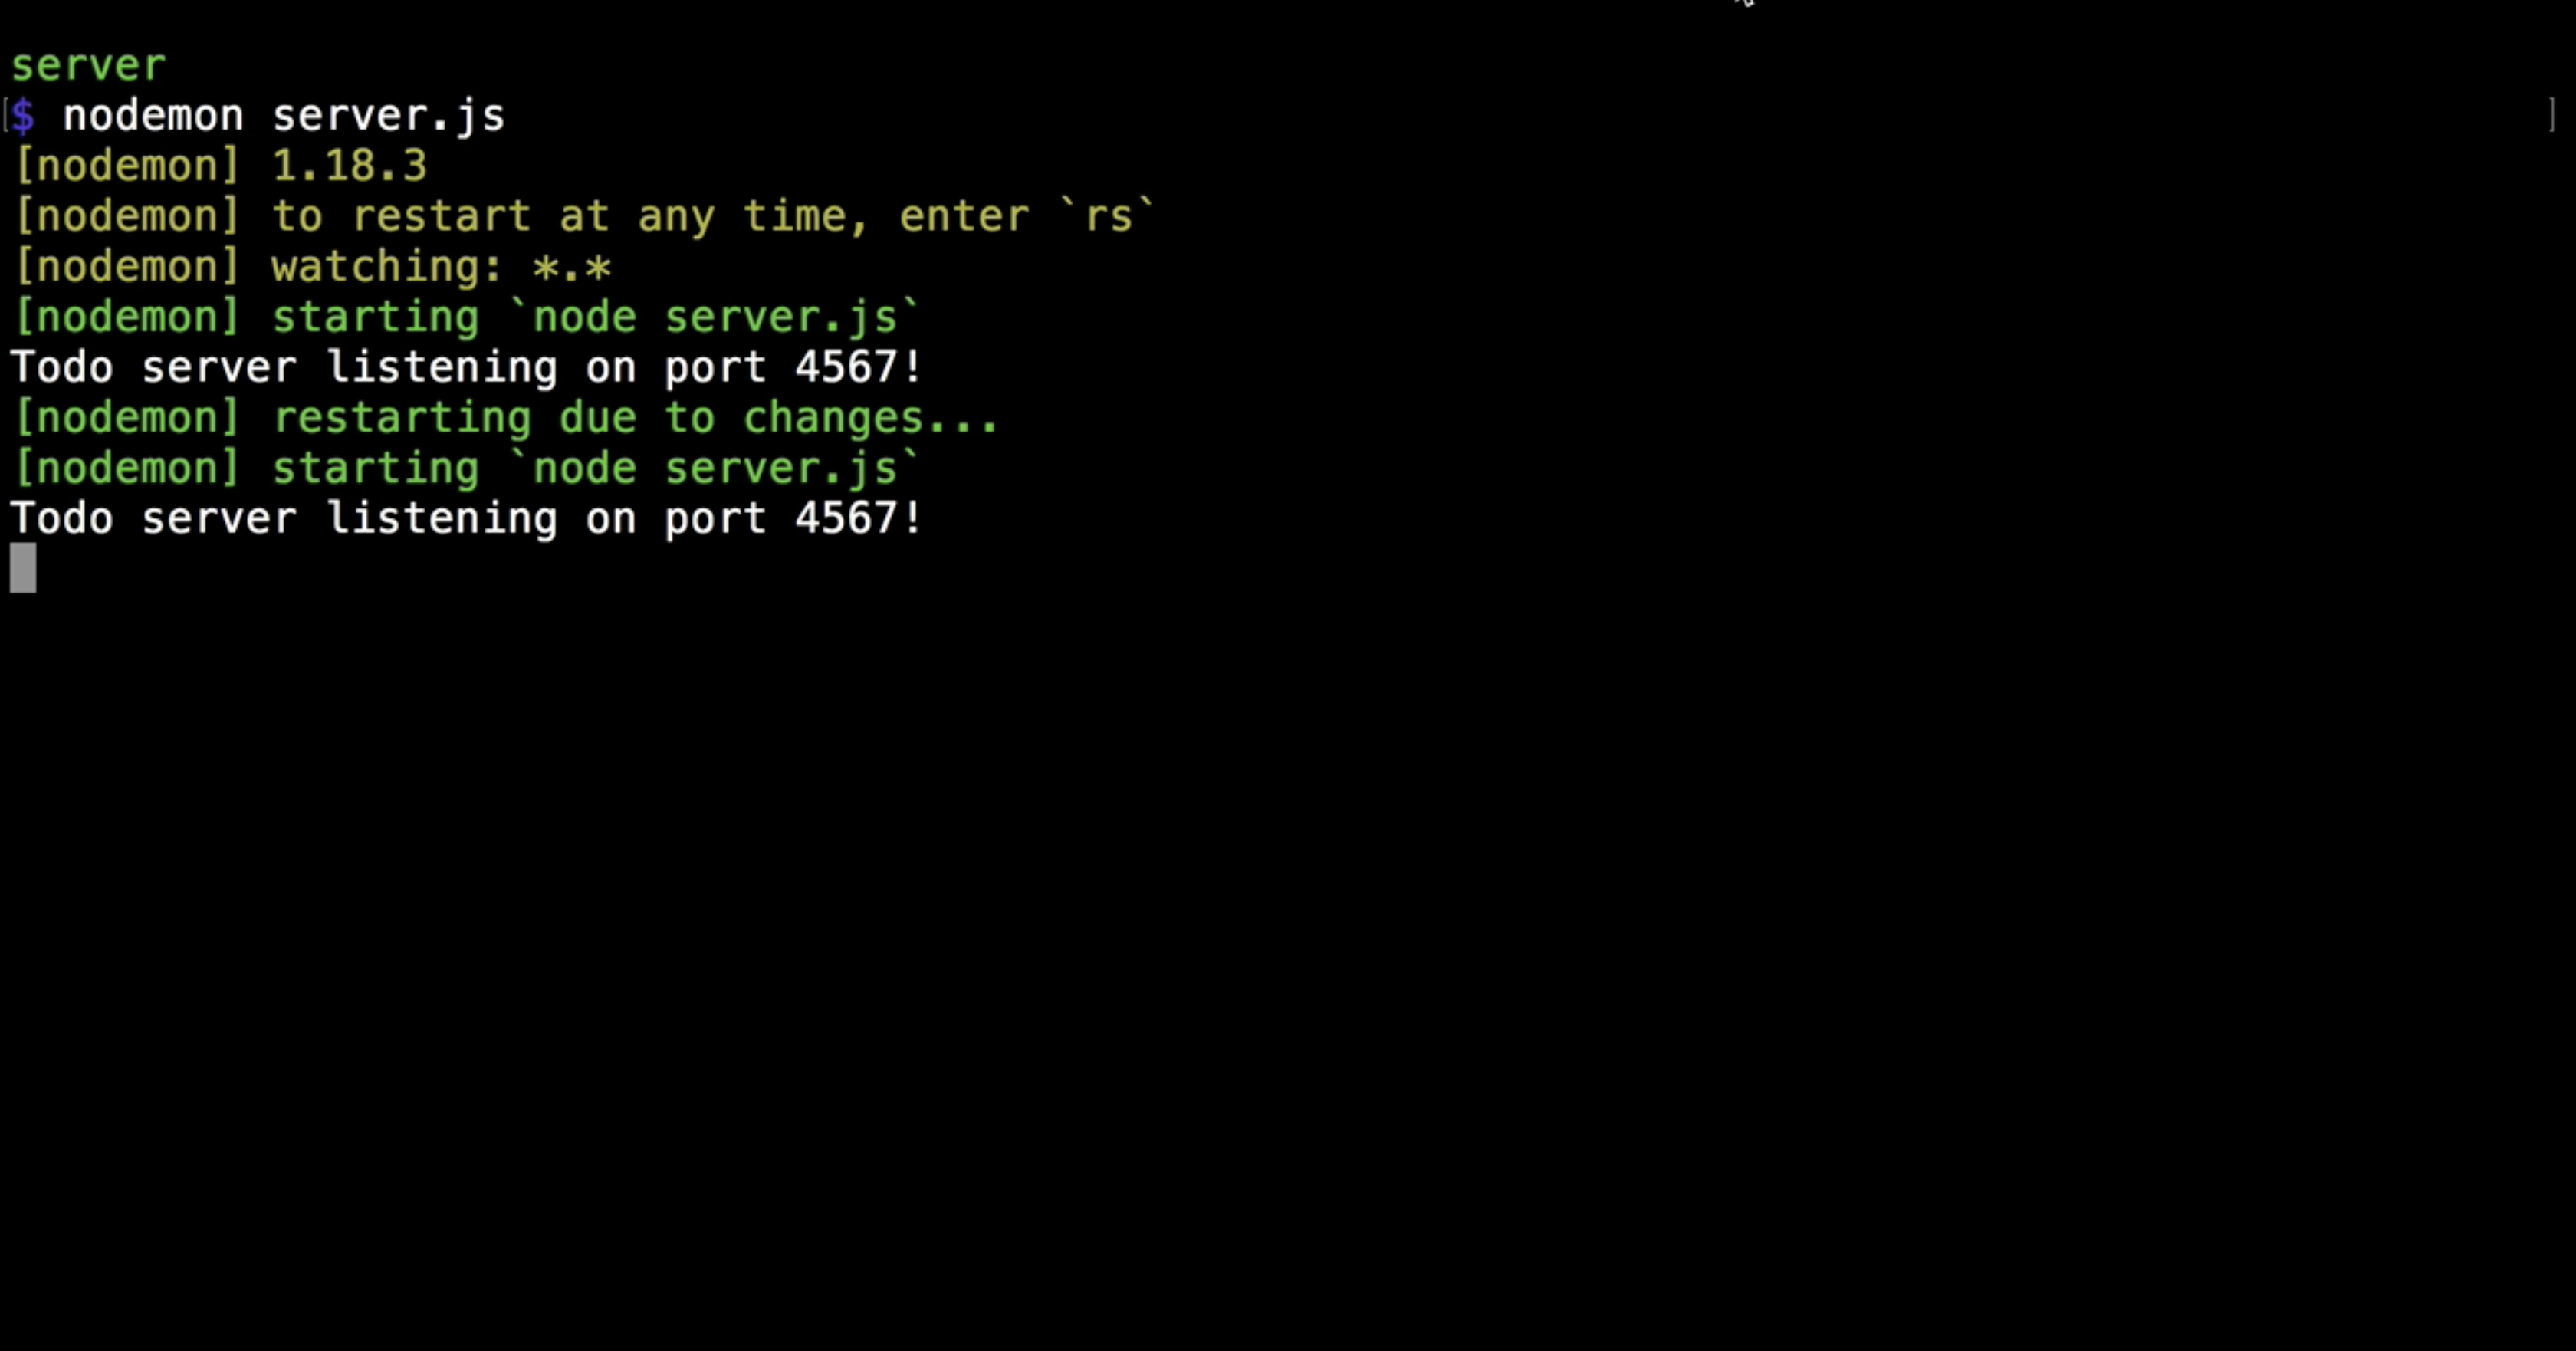 server
[$ nodemon server.js ]
[nodemon] 1.18.3
[nodemon] to restart at any time, enter `rs`
[nodemon] watching: *.*
[nodemon] starting `node server.js`
Todo server listening on port 4567!
[nodemon] restarting due to changes...
[nodemon] starting `node server.js`
Todo server listening on port 4567!